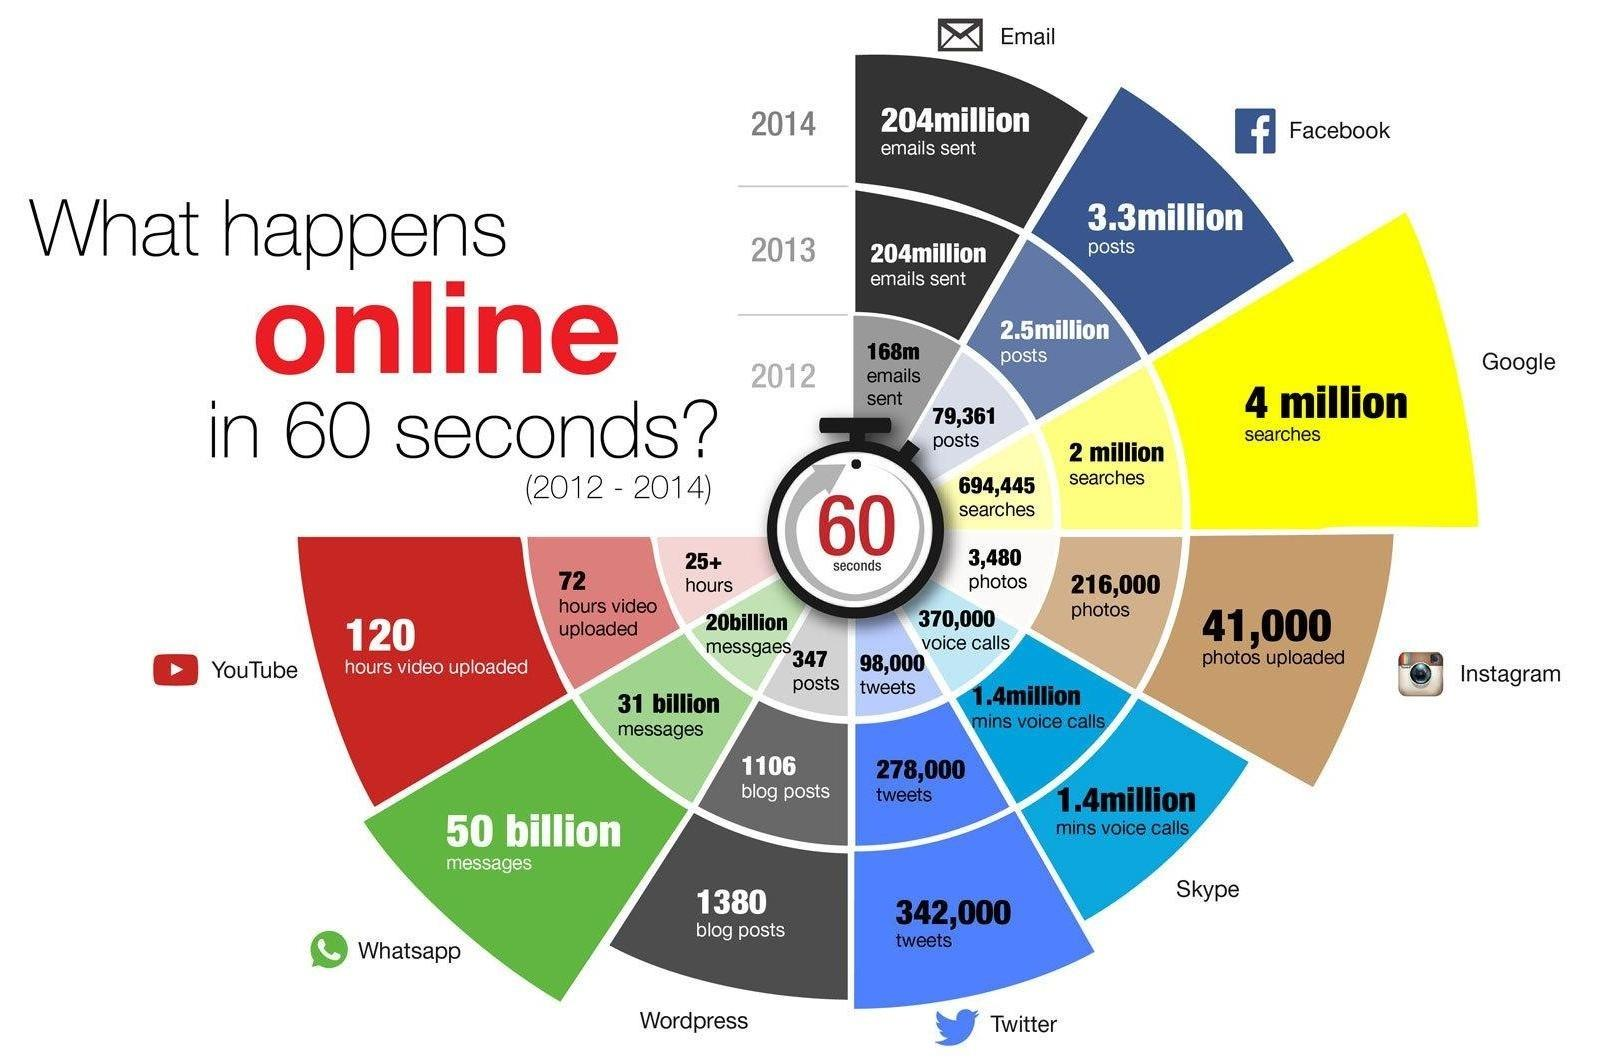 What happens
online
in 60 seconds?
(2012 - 2014)
2014
2013
2012
Email
204million
emails sent
204million
emails sent
168m
emails
sent
Facebook
3.3million
posts
2.5million
posts
79,361
posts
Google
4 million
searches
2 million
searches
694,445
searches
60
seconds
3,480
photos
216,000
photos
41,000
photos uploaded
Instagram
370,000
voice calls
1.4million
mins voice calls
1.4million
mins voice calls
Skype
98,000
tweets
278,000
tweets
342,000
tweets
Twitter
347
posts
1106
blog posts
1380
blog posts
Wordpress
20billion
messgaes
31 billion
messages
50 billion
messages
Whatsapp
25+
hours
72
hours video
uploaded
120
hours video uploaded
YouTube